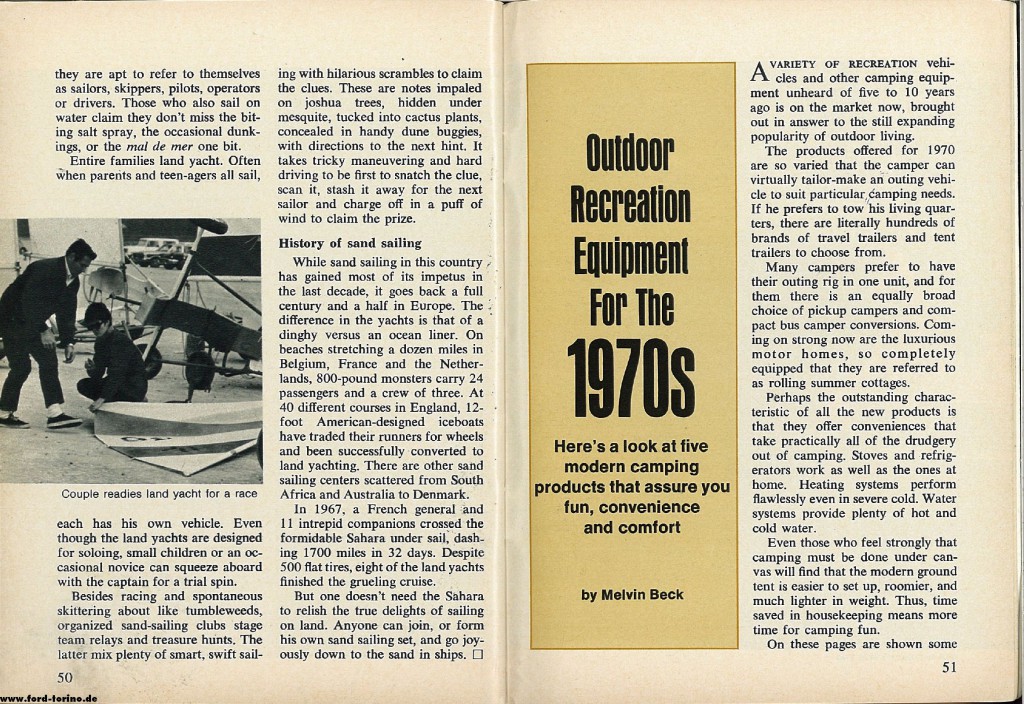 they are apt to refer to themselves
as sailors, skippers, pilots, operators
or drivers. Those who also sail on
water claim they don't miss the bit-
ing salt spray, the occasional dunk-
ings, or the mal de mer one bit.
Entire families land yacht. Often
when parents and teen-agers all sail,
Couple readies land yacht for a race
each has his own vehicle. Even
though the land yachts are designed
for soloing, small children or an oc-
casional novice can squeeze aboard
with the captain for a trial spin.
Besides racing and spontaneous
skittering about like tumbleweeds,
organized sand-sailing clubs stage
team relays and treasure hunts. The
latter mix plenty of smart, swift sail-
50
ing with hilarious scrambles to claim
the clues. These are notes impaled
on joshua trees, hidden under
mesquite, tucked into cactus plants,
concealed in handy dune buggies,
with directions to the next hint. It
takes tricky maneuvering and hard
driving to be first to snatch the clue,
scan it, stash it away for the next
sailor and charge off in a puff of
wind to claim the prize.
History of sand sailing
While sand sailing in this country
has gained most of its impetus in
the last decade, it goes back a full
century and a half in Europe. The
difference in the yachts is that of a
dinghy versus an ocean liner. On
beaches stretching a dozen miles in
Belgium, France and the Nether-
lands, 800-pound monsters carry 24
passengers and a crew of three. At
40 different courses in England, 12-
foot American-designed iceboats
have traded their runners for wheels
and been successfully converted to
land yachting. There are other sand
sailing centers scattered from South
Africa and Australia to Denmark.
In 1967, a French general and
11 intrepid companions crossed the
formidable Sahara under sail, dash-
ing 1700 miles in 32 days. Despite
500 flat tires, eight of the land yachts
finished the grueling cruise.
But one doesn't need the Sahara
to relish the true delights of sailing
on land. Anyone can join, or form
his own sand sailing set, and go joy-
ously down to the sand in ships. □
Outdoor
Recreation
Equipment
For The
1970s
Here's a look at five
modern camping
products that assure you
fun, convenience
and comfort
by Melvin Beck
A VARIETY OF RECREATION vehi-
cles and other camping equip-
ment unheard of five to 10 years
ago is on the market now, brought
out in answer to the still expanding
popularity of outdoor living.
The products offered for 1970
are so varied that the camper can
virtually tailor-make an outing vehi-
cle to suit particular camping needs.
If he prefers to tow his living quar-
ters, there are literally hundreds of
brands of travel trailers and tent
trailers to choose from.
Many campers prefer to have
their outing rig in one unit, and for
them there is an equally broad
choice of pickup campers and com-
pact bus camper conversions. Com-
ing on strong now are the luxurious
motor homes, so completely
equipped that they are referred to
as rolling summer cottages.
Perhaps the outstanding charac-
teristic of all the new products is
that they offer conveniences that
take practically all of the drudgery
out of camping. Stoves and refrig-
erators work as well as the ones at
home. Heating systems perform
flawlessly even in severe cold. Water
systems provide plenty of hot and
cold water.
Even those who feel strongly that
camping must be done under can-
vas will find that the modern ground
tent is easier to set up, roomier, and
much lighter in weight. Thus, time
saved in housekeeping means more
time for camping fun.
On these pages are shown some
51
www.ford-torino.de